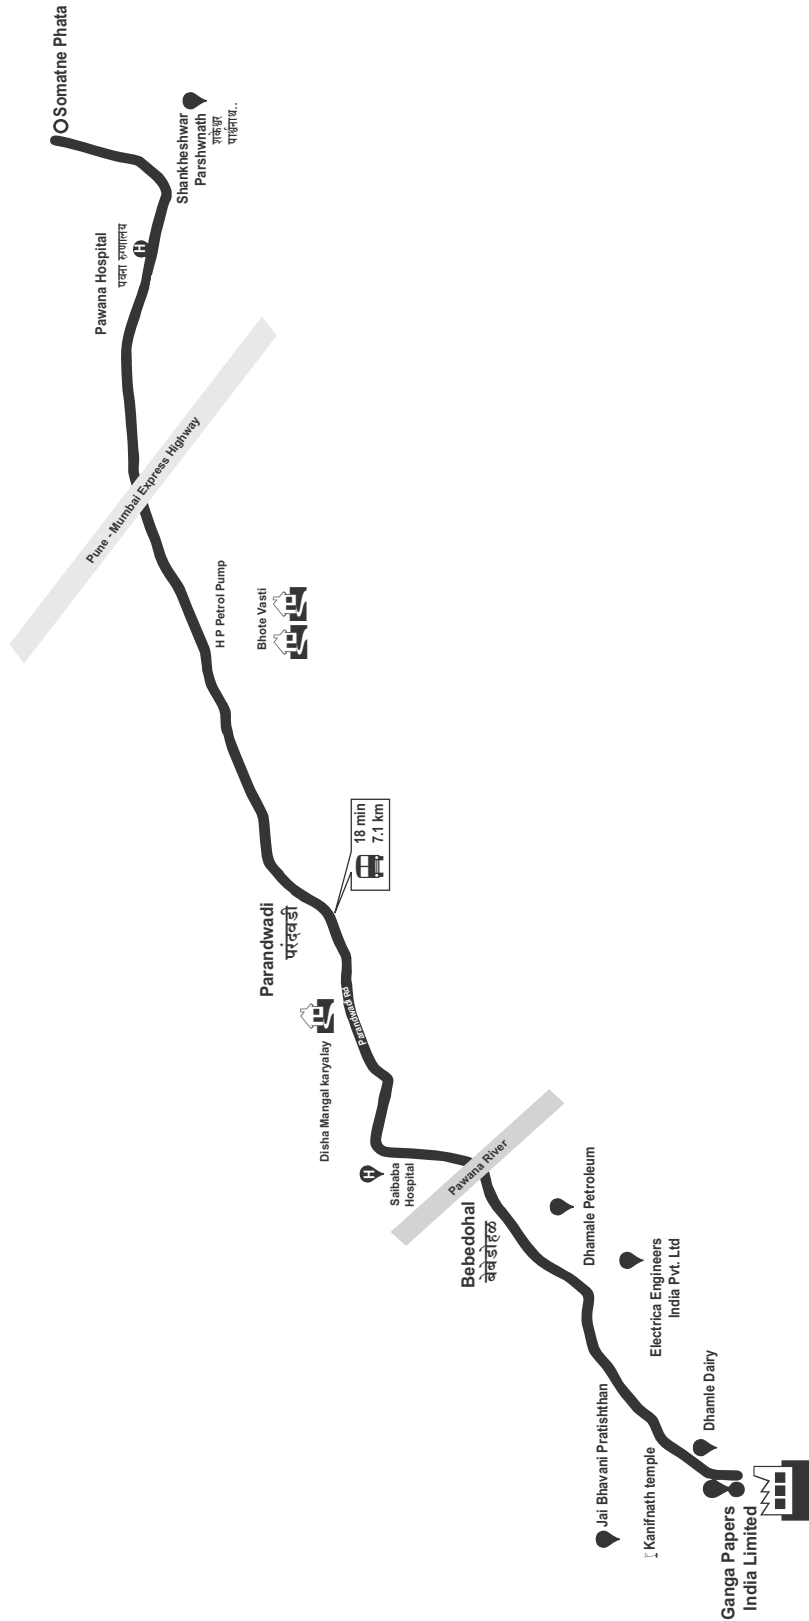 Somatne Phata
Shankheshwar
Parshwnath
शंकेश्वर
पार्श्वनाथ..
Pawana Hospital
पवना रुग्णालय
H
Pune - Mumbai Express Highway
H P Petrol Pump
Bhote Vasti
18 min
7.1 km
Parandwadi
परंदवडी
Parandwadi Rd
Disha Mangal karyalay
H
Saibaba
Hospital
Pawana River
Bebedohal
बेबेडोहळ
Dhamale Petroleum
Electrica Engineers
India Pvt. Ltd
Dhamle Dairy
Jai Bhavani Pratishthan
Kanifnath temple
Ganga Papers
India Limited